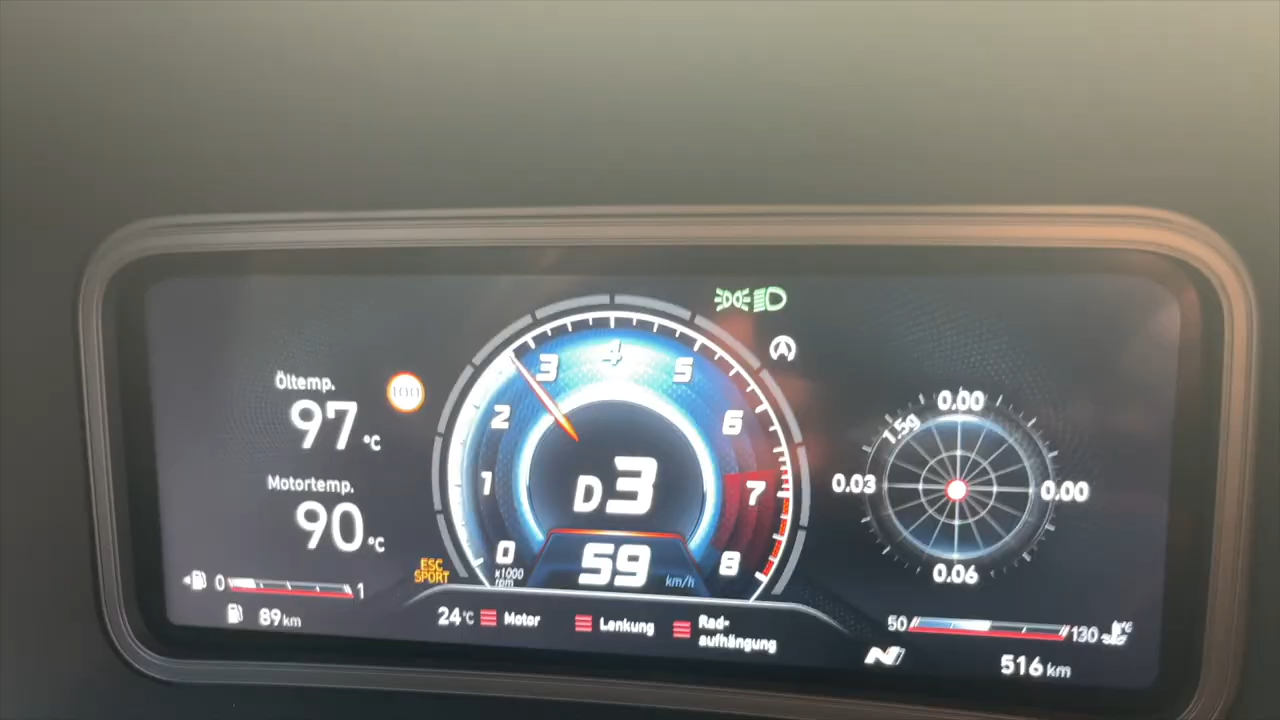 Öltemp.
97 °C
100
Motortemp.
90 °C
ESC
SPORT
0 1
89 km
0 1 2 3 4 5 6 7 8
x1000
rpm
D3
59 km/h
24°C
Motor
Lenkung
Rad-
aufhängung
A
0.00
1.5g
0.03
0.00
0.06
50 130 °C
N
516 km